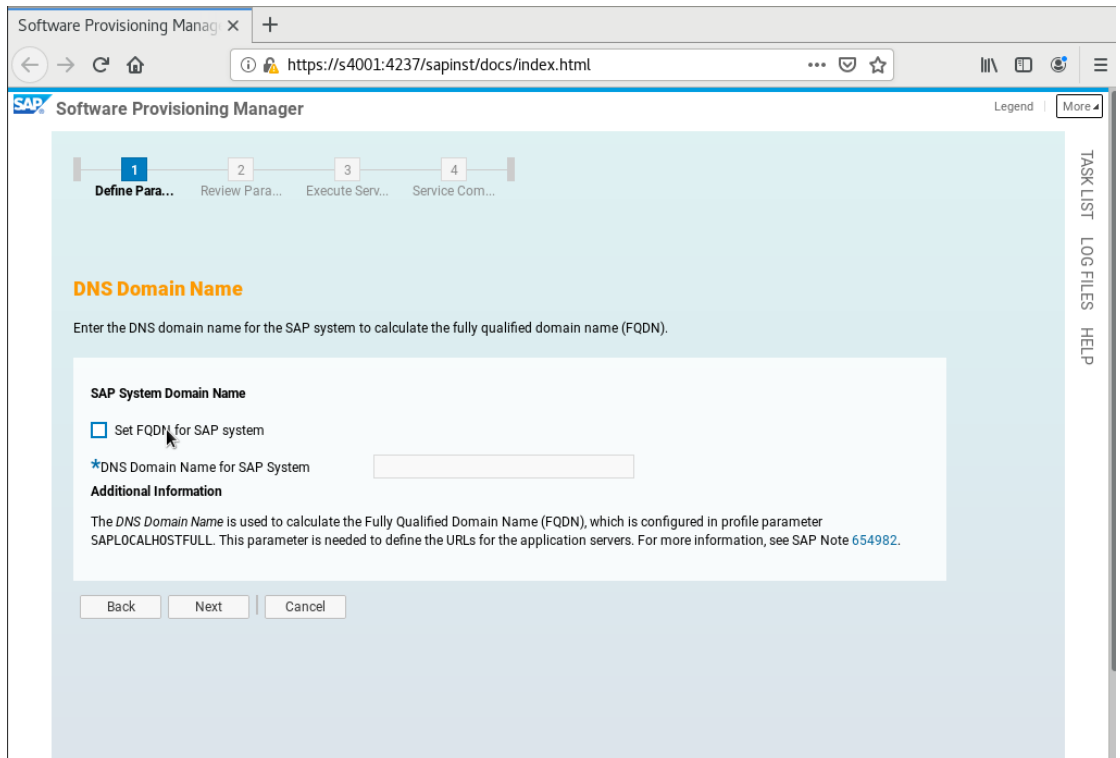 Software Provisioning Manag
https://s4001:4237/sapinst/docs/index.html
SAP Software Provisioning Manager
Legend
More
1
2
3
4
Define Para...
Review Para...
Execute Serv...
Service Com...
TASK LIST
LOG FILES
HELP
DNS Domain Name
Enter the DNS domain name for the SAP system to calculate the fully qualified domain name (FQDN).
SAP System Domain Name
Set FQDN for SAP system
*DNS Domain Name for SAP System
Additional Information
The DNS Domain Name is used to calculate the Fully Qualified Domain Name (FQDN), which is configured in profile parameter
SAPLOCALHOSTFULL. This parameter is needed to define the URLs for the application servers. For more information, see SAP Note 654982.
Back
Next
Cancel